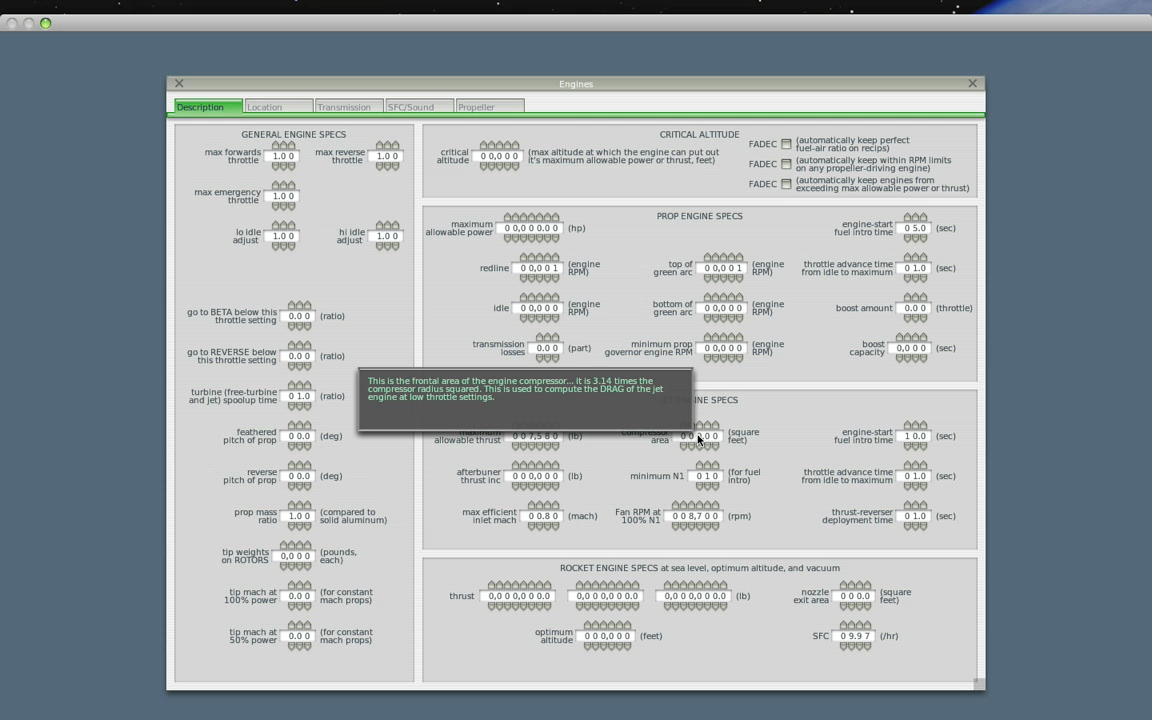 Engines
Description
Location
Transmission
SFC/Sound
Propeller
GENERAL ENGINE SPECS
max forwards
throttle
1.0 0
max reverse
throttle
1.0 0
max emergency
throttle
1.0 0
lo idle
adjust
1.0 0
hi idle
adjust
1.0 0
go to BETA below this
throttle setting
0.0 0
(ratio)
go to REVERSE below
this throttle setting
0.0 0
(ratio)
turbine (free-turbine
and jet) spoolup time
0 1.0
(ratio)
feathered
pitch of prop
0 0.0
(deg)
reverse
pitch of prop
0 0.0
(deg)
prop mass
ratio
1.0 0
(compared to
solid aluminum)
tip weights
on ROTORS
0,0 0 0
(pounds,
each)
tip mach at
100% power
0.0 0
(for constant
mach props)
tip mach at
50% power
0.0 0
(for constant
mach props)
CRITICAL ALTITUDE
critical
altitude
0 0,0 0 0
(max altitude at which the engine can put out
it's maximum allowable power or thrust, feet)
FADEC
(automatically keep perfect
fuel-air ratio on recips)
FADEC
(automatically keep within RPM limits
on any propeller-driving engine)
FADEC
(automatically keep engines from
exceeding max allowable power or thrust)
PROP ENGINE SPECS
maximum
allowable power
0 0,0 0 0.0 0
(hp)
engine-start
fuel intro time
0 5.0
(sec)
redline
0 0,0 0 1
(engine
RPM)
top of
green arc
0 0,0 0 1
(engine
RPM)
throttle advance time
from idle to maximum
0 1.0
(sec)
idle
0 0,0 0 0
(engine
RPM)
bottom of
green arc
0 0,0 0 0
(engine
RPM)
boost amount
0.0 0
(throttle)
transmission
losses
0.0 0
(part)
minimum prop
governor engine RPM
0 0,0 0 0
(engine
RPM)
boost
capacity
0,0 0 0
(sec)
This is the frontal area of the engine compressor... it is 3.14 times the
compressor radius squared. This is used to compute the DRAG of the jet
engine at low throttle settings.
INE SPECS
maximum
allowable thrust
0 0 7,5 8 0
(lb)
compressor
area
(square
feet)
engine-start
fuel intro time
1 0.0
(sec)
afterbuner
thrust inc
0 0 0,0 0 0
(lb)
minimum N1
0 1 0
(for fuel
intro)
throttle advance time
from idle to maximum
0 1.0
(sec)
max efficient
inlet mach
0 0.8 0
(mach)
Fan RPM at
100% N1
0 0 8,7 0 0
(rpm)
thrust-reverser
deployment time
0 1.0
(sec)
ROCKET ENGINE SPECS at sea level, optimum altitude, and vacuum
thrust
0,0 0 0,0 0 0.0
0,0 0 0,0 0 0.0
0,0 0 0,0 0 0.0
(lb)
nozzle
exit area
0 0 0.0
(square
feet)
optimum
altitude
0 0 0,0 0 0
(feet)
SFC
0 9.9 7
(/hr)